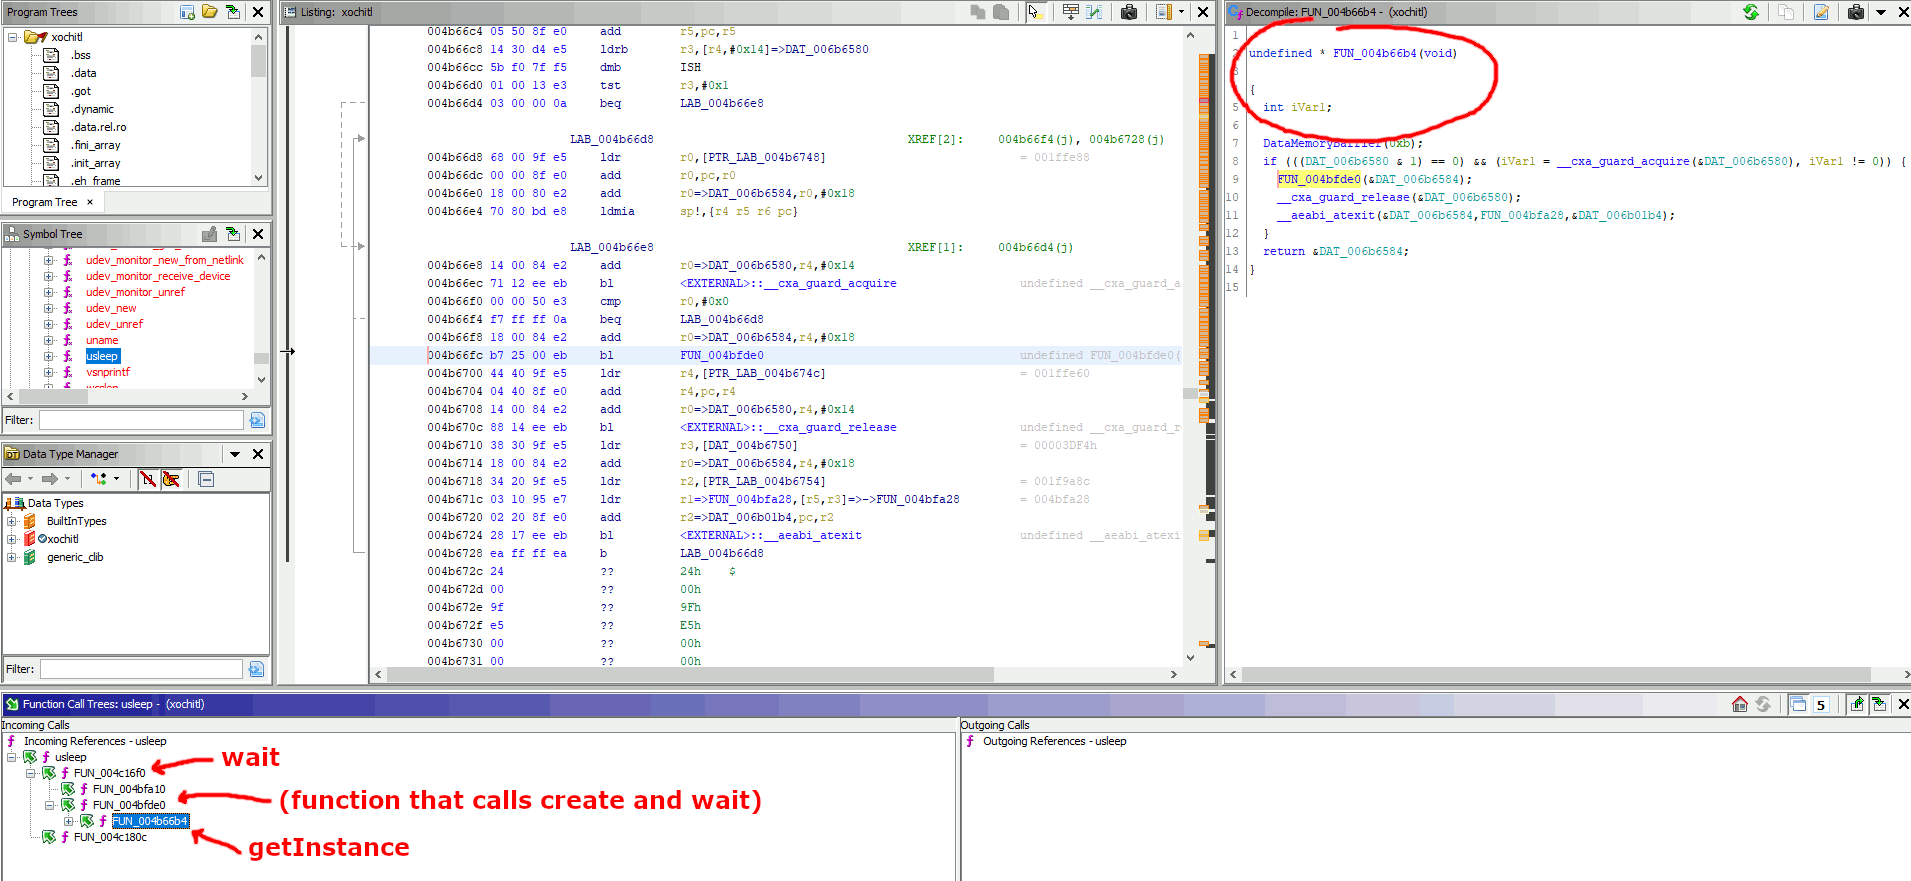 Program Trees
xochitl
.bss
.data
.got
.dynamic
.data.rel.ro
.fini_array
.init_array
.eh_frame
Program Tree ×
Symbol Tree
udev_monitor_new_from_netlink
udev_monitor_receive_device
udev_monitor_unref
udev_new
udev_unref
uname
usleep
vsnprintf
Filter:
Data Type Manager
Data Types
BuiltInTypes
xochitl
generic_clib
Filter:
Listing: xochitl
004b66c4 05 50 8f e0 add r5,pc,r5
004b66c8 14 30 d4 e5 ldrb r3,[r4,#0x14]=>DAT_006b6580
004b66cc 5b f0 7f f5 dmb ISH
004b66d0 01 00 13 e3 tst r3,#0x1
004b66d4 03 00 00 0a beq LAB_004b66e8
LAB_004b66d8 XREF[2]: 004b66f4(j), 004b6728(j)
004b66d8 68 00 9f e5 ldr r0,[PTR_LAB_004b6748] = 001ffe88
004b66dc 00 00 8f e0 add r0,pc,r0
004b66e0 18 00 80 e2 add r0=>DAT_006b6584,r0,#0x18
004b66e4 70 80 bd e8 ldmia sp!,{r4 r5 r6 pc}
LAB_004b66e8 XREF[1]: 004b66d4(j)
004b66e8 14 00 84 e2 add r0=>DAT_006b6580,r4,#0x14
004b66ec 71 12 ee eb bl <EXTERNAL>::__cxa_guard_acquire undefined __cxa_guard_a
004b66f0 00 00 50 e3 cmp r0,#0x0
004b66f4 f7 ff ff 0a beq LAB_004b66d8
004b66f8 18 00 84 e2 add r0=>DAT_006b6584,r4,#0x18
004b66fc b7 25 00 eb bl FUN_004bfde0 undefined FUN_004bfde0(
004b6700 44 40 9f e5 ldr r4,[PTR_LAB_004b674c] = 001ffe60
004b6704 04 40 8f e0 add r4,pc,r4
004b6708 14 00 84 e2 add r0=>DAT_006b6580,r4,#0x14
004b670c 88 14 ee eb bl <EXTERNAL>::__cxa_guard_release undefined __cxa_guard_r
004b6710 38 30 9f e5 ldr r3,[DAT_004b6750] = 00003DF4h
004b6714 18 00 84 e2 add r0=>DAT_006b6584,r4,#0x18
004b6718 34 20 9f e5 ldr r2,[PTR_LAB_004b6754] = 001f9a8c
004b671c 03 10 95 e7 ldr r1=>FUN_004bfa28,[r5,r3]=>->FUN_004bfa28 = 004bfa28
004b6720 02 20 8f e0 add r2=>DAT_006b01b4,pc,r2
004b6724 28 17 ee eb bl <EXTERNAL>::__aeabi_atexit undefined __aeabi_atexi
004b6728 ea ff ff ea b LAB_004b66d8
004b672c 24 ?? 24h $
004b672d 00 ?? 00h
004b672e 9f ?? 9Fh
004b672f e5 ?? E5h
004b6730 00 ?? 00h
004b6731 00 ?? 00h
Decompile: FUN_004b66b4 - (xochitl)
1
2 undefined * FUN_004b66b4(void)
3
4 {
5 int iVar1;
6
7 DataMemoryBarrier(0xb);
8 if (((DAT_006b6580 & 1) == 0) && (iVar1 = __cxa_guard_acquire(&DAT_006b6580), iVar1 != 0)) {
9 FUN_004bfde0(&DAT_006b6584);
10 __cxa_guard_release(&DAT_006b6580);
11 __aeabi_atexit(&DAT_006b6584,FUN_004bfa28,&DAT_006b01b4);
12 }
13 return &DAT_006b6584;
14 }
15
Function Call Trees: usleep - (xochitl)
5
Incoming Calls
Incoming References - usleep
usleep
FUN_004c16f0
FUN_004bfa10
FUN_004bfde0
FUN_004b66b4
FUN_004c180c
wait
(function that calls create and wait)
getInstance
Outgoing Calls
Outgoing References - usleep